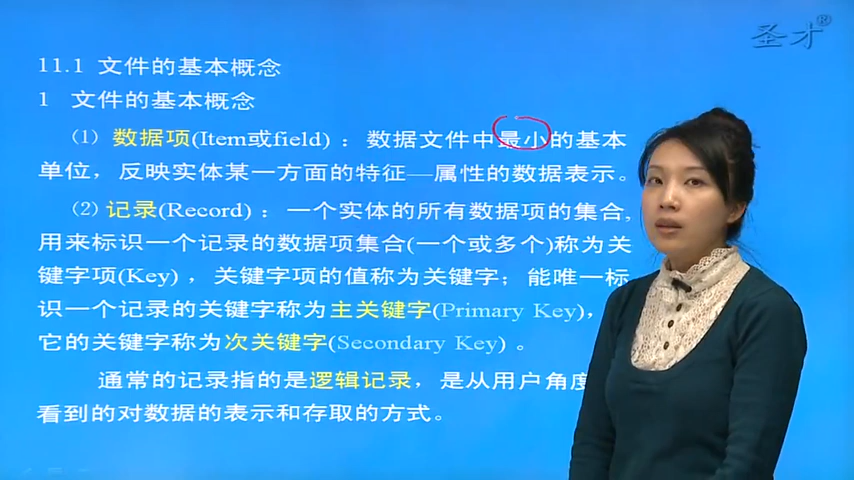 圣才®
11.1 文件的基本概念
1 文件的基本概念
(1) 数据项(Item或field) ：数据文件中最小的基本
单位，反映实体某一方面的特征—属性的数据表示。
(2) 记录(Record) ：一个实体的所有数据项的集合,
用来标识一个记录的数据项集合(一个或多个)称为关
键字项(Key) ，关键字项的值称为关键字；能唯一标
识一个记录的关键字称为主关键字(Primary Key)，
它的关键字称为次关键字(Secondary Key) 。
通常的记录指的是逻辑记录，是从用户角度
看到的对数据的表示和存取的方式。